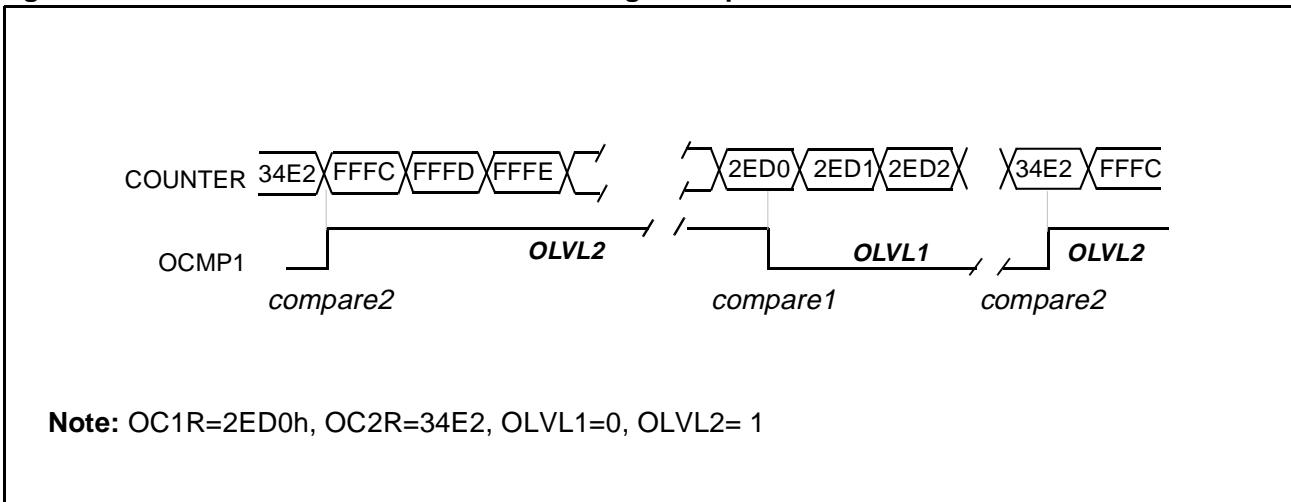 COUNTER 34E2 FFFC FFFD FFFE 2ED0 2ED1 2ED2 34E2 FFFC
OCMP1 OLVL2 OLVL1 OLVL2
compare2 compare1 compare2
Note: OC1R=2ED0h, OC2R=34E2, OLVL1=0, OLVL2= 1